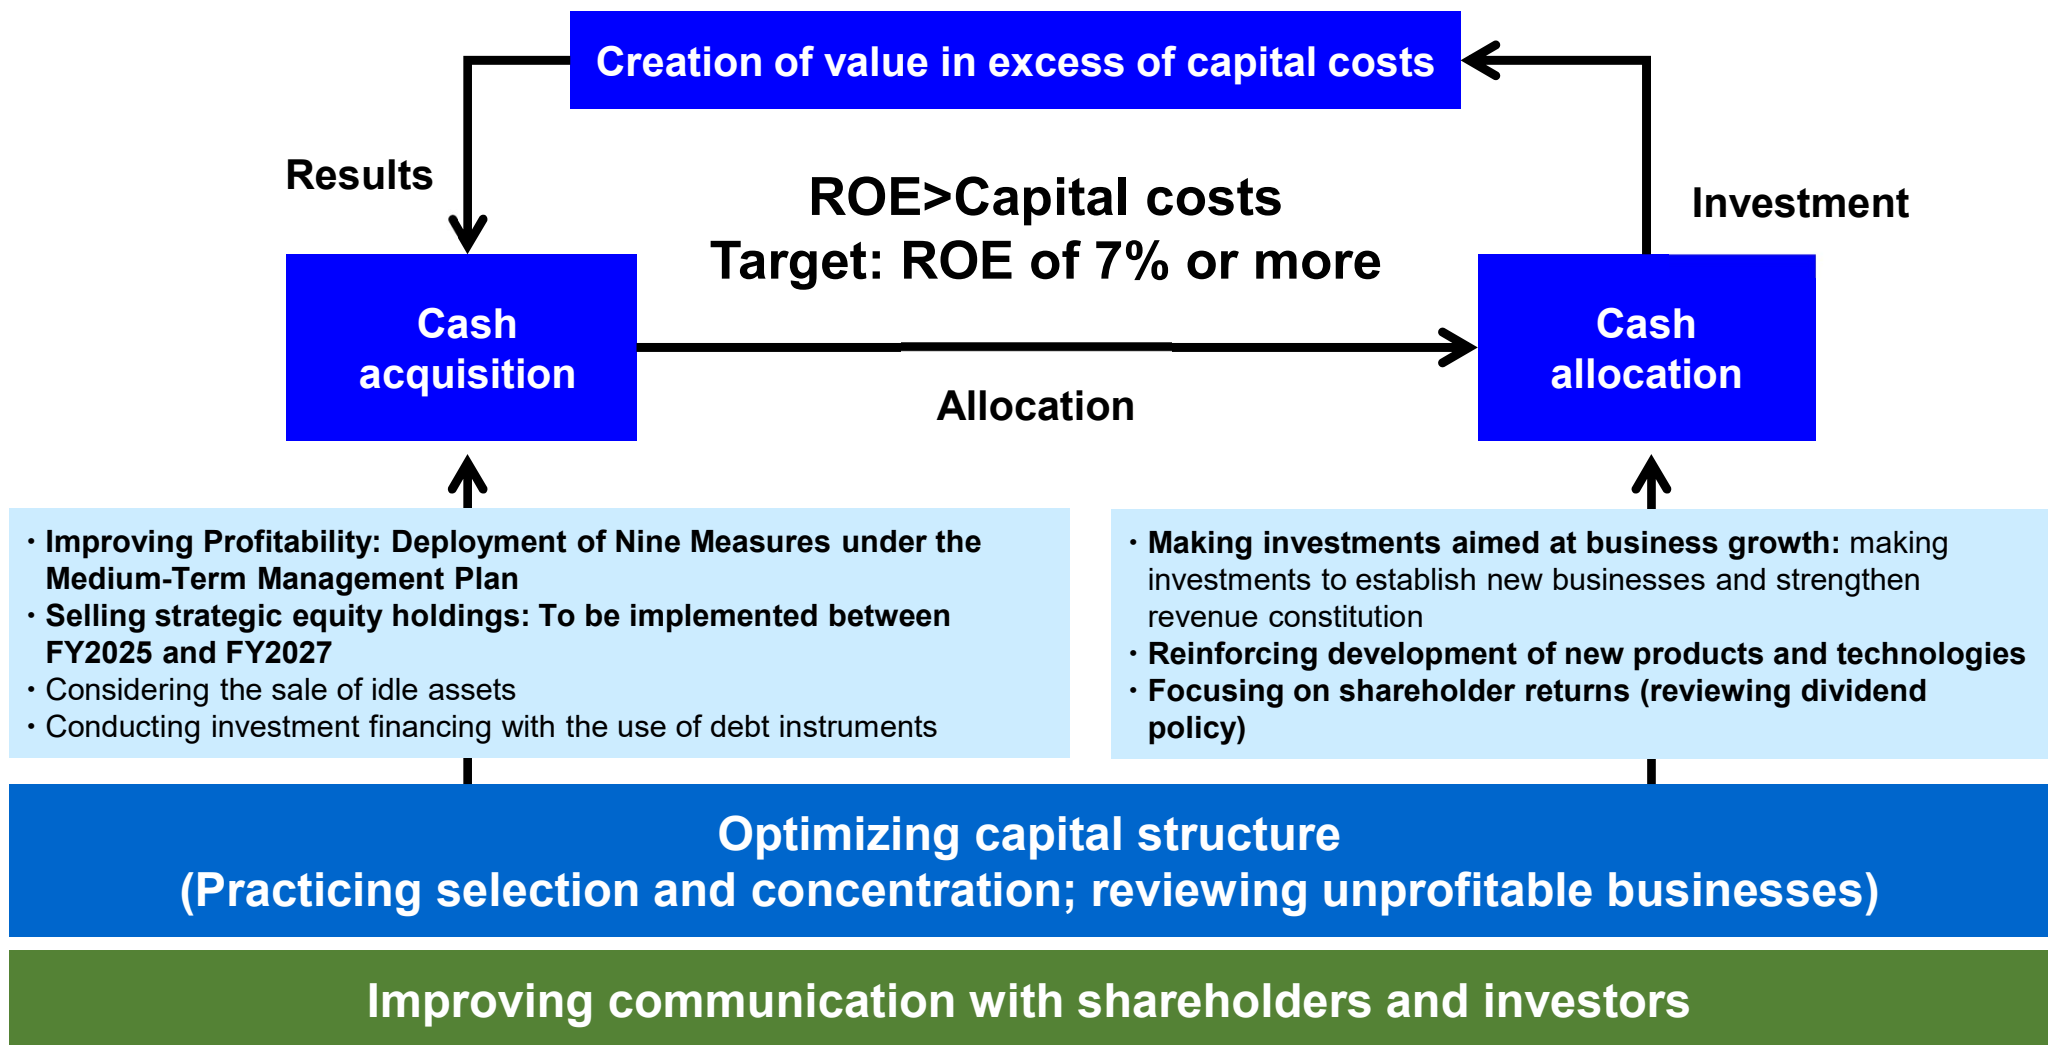 Creation of value in excess of capital costs
Results
ROE>Capital costs
Target: ROE of 7% or more
Investment
Cash
acquisition
Cash
allocation
Allocation
・Improving Profitability: Deployment of Nine Measures under the
Medium-Term Management Plan
・Selling strategic equity holdings: To be implemented between
FY2025 and FY2027
・Considering the sale of idle assets
・Conducting investment financing with the use of debt instruments
・Making investments aimed at business growth: making
investments to establish new businesses and strengthen
revenue constitution
・Reinforcing development of new products and technologies
・Focusing on shareholder returns (reviewing dividend
policy)
Optimizing capital structure
(Practicing selection and concentration; reviewing unprofitable businesses)
Improving communication with shareholders and investors